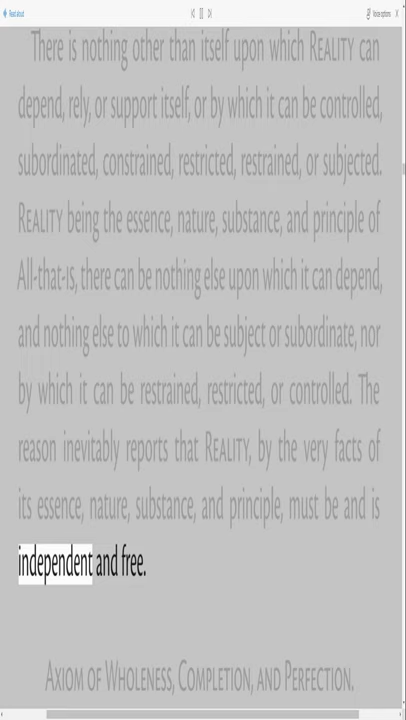 Read aloud Voice options
There is nothing other than itself upon which REALITY can
depend, rely, or support itself, or by which it can be controlled,
subordinated, constrained, restricted, restrained, or subjected.
REALITY being the essence, nature, substance, and principle of
All-that-is, there can be nothing else upon which it can depend,
and nothing else to which it can be subject or subordinate, nor
by which it can be restrained, restricted, or controlled. The
reason inevitably reports that REALITY, by the very facts of
its essence, nature, substance, and principle, must be and is
independent and free.
AXIOM OF WHOLENESS, COMPLETION, AND PERFECTION.